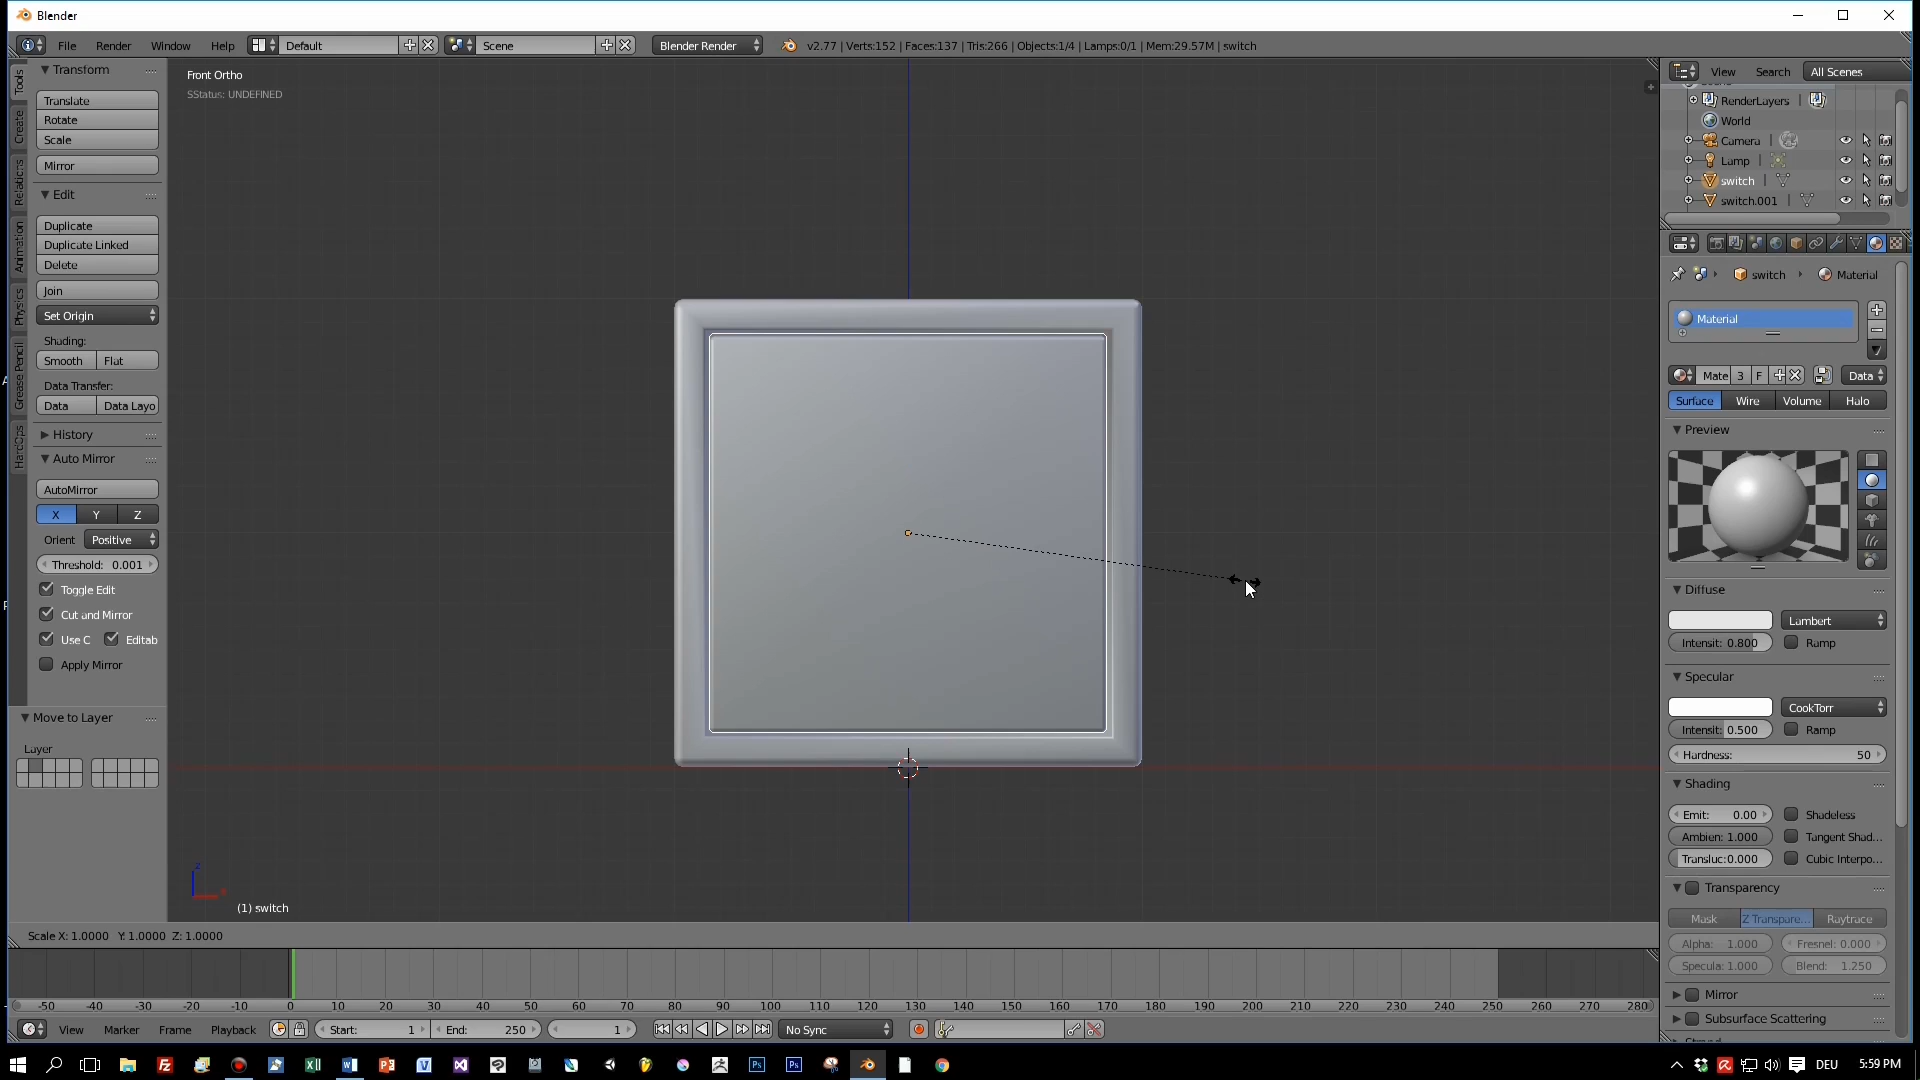 Blender
File Render Window Help Default Scene Blender Render v2.77 | Verts:152 | Faces:137 | Tris:266 | Objects:1/4 | Lamps:0/1 | Mem:29.57M | switch
Tools
Create
Relations
Animation
Physics
Grease Pencil
HardOps
Transform
Translate
Rotate
Scale
Mirror
Edit
Duplicate
Duplicate Linked
Delete
Join
Set Origin
Shading:
Smooth Flat
Data Transfer:
Data Data Layo
History
Auto Mirror
AutoMirror
X Y Z
Orient Positive
Threshold: 0.001
Toggle Edit
Cut and Mirror
Use C Editab
Apply Mirror
Move to Layer
Layer
Front Ortho
SStatus: UNDEFINED
z
(1) switch
Scale X: 1.0000 Y: 1.0000 Z: 1.0000
View Search All Scenes
RenderLayers
World
Camera
Lamp
switch
switch.001
switch Material
Material
Mate 3 F Data
Surface Wire Volume Halo
Preview
Diffuse
Lambert
Intensit: 0.800 Ramp
Specular
CookTorr
Intensit: 0.500 Ramp
Hardness: 50
Shading
Emit: 0.00 Shadeless
Ambien: 1.000 Tangent Shad...
Transluc:0.000 Cubic Interpo...
Transparency
Mask Z Transpare... Raytrace
Alpha: 1.000 Fresnel: 0.000
Specula: 1.000 Blend: 1.250
Mirror
Subsurface Scattering
-50 -40 -30 -20 -10 0 10 20 30 40 50 60 70 80 90 100 110 120 130 140 150 160 170 180 190 200 210 220 230 240 250 260 270 280
View Marker Frame Playback Start: 1 End: 250 1 No Sync
DEU 5:59 PM